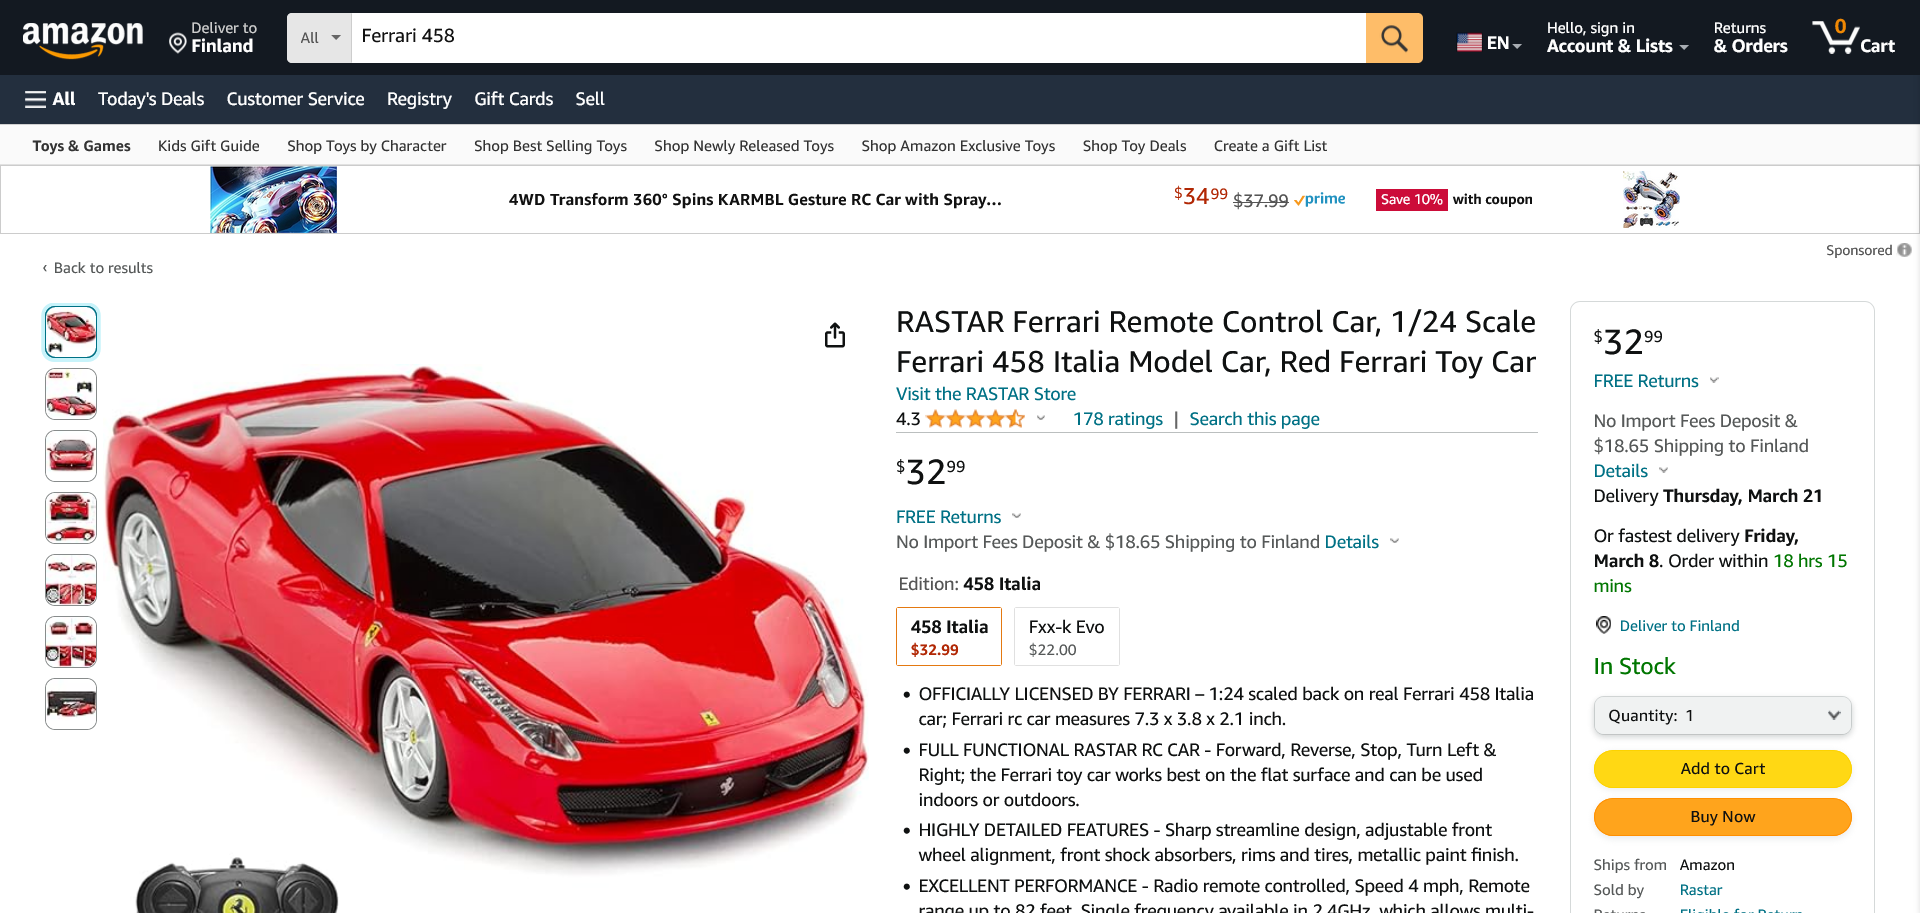 amazon
Deliver to
Finland
All
Ferrari 458
EN
Hello, sign in
Account & Lists
Returns
& Orders
0
Cart
All
Today's Deals
Customer Service
Registry
Gift Cards
Sell
Toys & Games
Kids Gift Guide
Shop Toys by Character
Shop Best Selling Toys
Shop Newly Released Toys
Shop Amazon Exclusive Toys
Shop Toy Deals
Create a Gift List
4WD Transform 360° Spins KARMBL Gesture RC Car with Spray...
$34 99 $37.99 prime
Save 10% with coupon
Sponsored
‹ Back to results
RASTAR Ferrari Remote Control Car, 1/24 Scale
Ferrari 458 Italia Model Car, Red Ferrari Toy Car
Visit the RASTAR Store
4.3
178 ratings | Search this page
$32 99
FREE Returns
No Import Fees Deposit & $18.65 Shipping to Finland Details
Edition: 458 Italia
458 Italia
$32.99
Fxx-k Evo
$22.00
• OFFICIALLY LICENSED BY FERRARI – 1:24 scaled back on real Ferrari 458 Italia
car; Ferrari rc car measures 7.3 x 3.8 x 2.1 inch.
• FULL FUNCTIONAL RASTAR RC CAR - Forward, Reverse, Stop, Turn Left &
Right; the Ferrari toy car works best on the flat surface and can be used
indoors or outdoors.
• HIGHLY DETAILED FEATURES - Sharp streamline design, adjustable front
wheel alignment, front shock absorbers, rims and tires, metallic paint finish.
• EXCELLENT PERFORMANCE - Radio remote controlled, Speed 4 mph, Remote
range up to 82 feet. Single frequency available in 2.4GHz, which allows multi-
$32 99
FREE Returns
No Import Fees Deposit &
$18.65 Shipping to Finland
Details
Delivery Thursday, March 21
Or fastest delivery Friday,
March 8. Order within 18 hrs 15
mins
Deliver to Finland
In Stock
Quantity: 1
Add to Cart
Buy Now
Ships from Amazon
Sold by Rastar
Returns Eligible for Return,